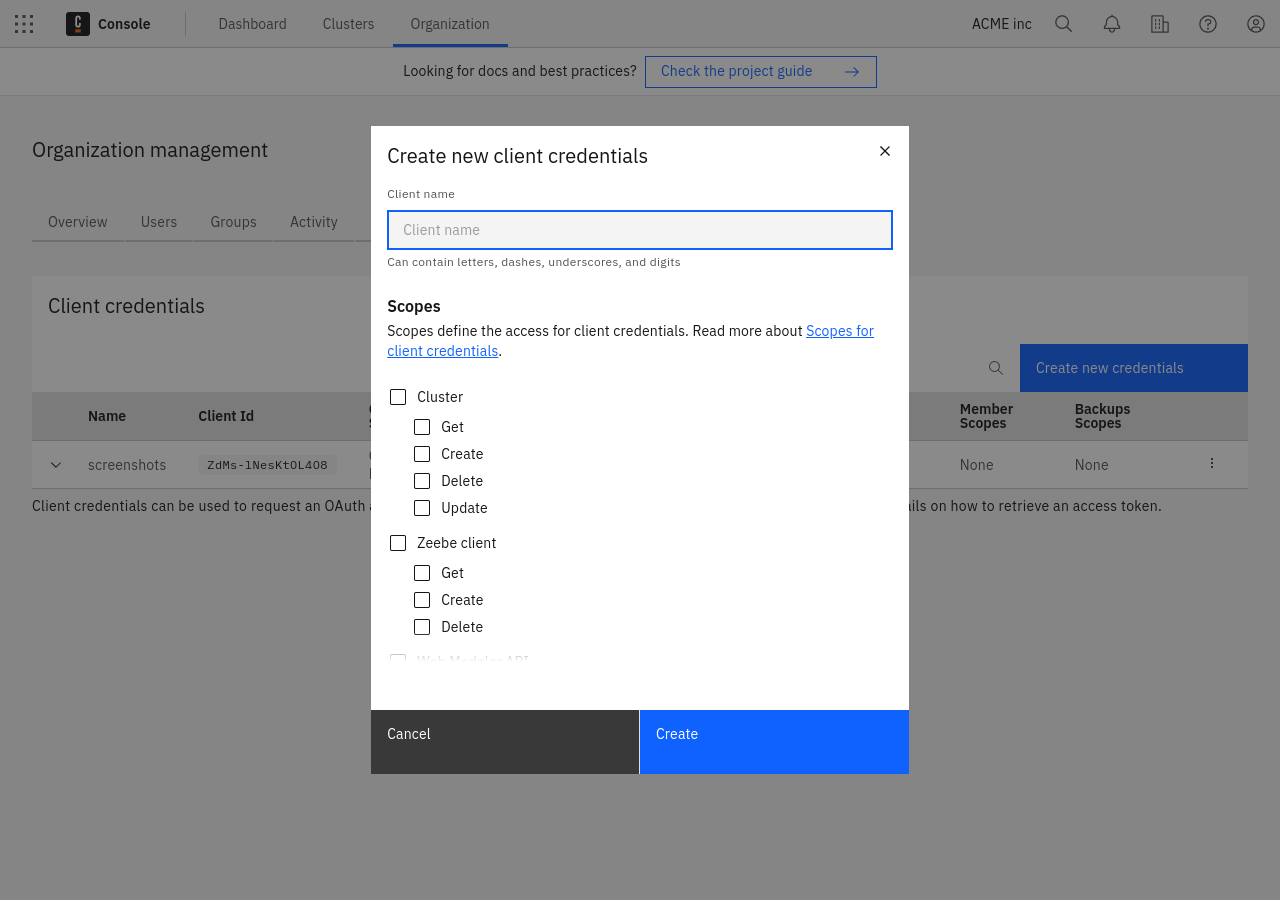 C Console Dashboard Clusters Organization ACME inc
Looking for docs and best practices? Check the project guide
Organization management
Overview Users Groups Activity
Client credentials
Create new credentials
Name Client Id Member Scopes Backups Scopes
screenshots ZdMs-lNesKtOL4O8 None None
Client credentials can be used to request an OAuth
on how to retrieve an access token.
Create new client credentials
Client name
Client name
Can contain letters, dashes, underscores, and digits
Scopes
Scopes define the access for client credentials. Read more about Scopes for
client credentials.
Cluster
Get
Create
Delete
Update
Zeebe client
Get
Create
Delete
Web Modeler API
Cancel Create